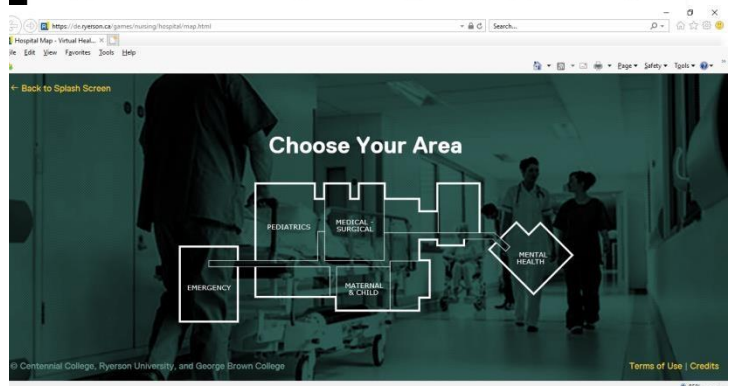 https://de.ryerson.ca/games/nursing/hospital/map.html
Search...
Hospital Map - Virtual Heal...
Edit View Favorites Tools Help
Page Safety Tools
← Back to Splash Screen
Choose Your Area
PEDIATRICS
MEDICAL -
SURGICAL
MENTAL
HEALTH
EMERGENCY
MATERNAL
& CHILD
© Centennial College, Ryerson University, and George Brown College
Terms of Use | Credits